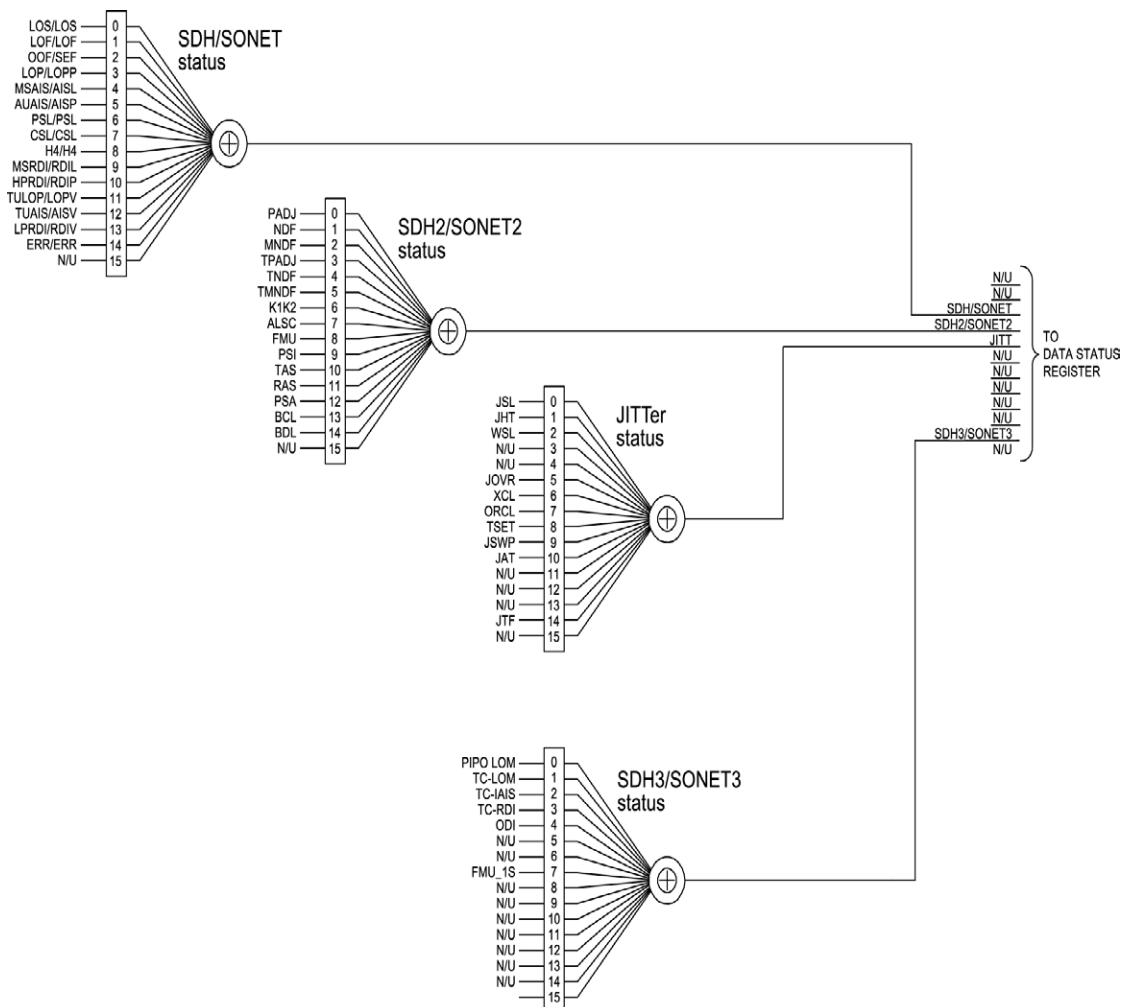 LOS/LOS 0
LOF/LOF 1
OOF/SEF 2
LOP/LOPP 3
MSAIS/AISL 4
AUAIS/AISP 5
PSL/PSL 6
CSL/CSL 7
H4/H4 8
MSRDI/RDIL 9
HPRDI/RDIP 10
TULOP/LOPV 11
TUAIS/AISV 12
LPRDI/RDIV 13
ERR/ERR 14
N/U 15
SDH/SONET
status
PADJ 0
NDF 1
MNDF 2
TPADJ 3
TNDF 4
TMNDF 5
K1K2 6
ALSC 7
FMU 8
PSI 9
TAS 10
RAS 11
PSA 12
BCL 13
BDL 14
N/U 15
SDH2/SONET2
status
JSL 0
JHT 1
WSL 2
N/U 3
N/U 4
JOVR 5
XCL 6
ORCL 7
TSET 8
JSWP 9
JAT 10
N/U 11
N/U 12
N/U 13
JTF 14
N/U 15
JITTer
status
PIPO LOM 0
TC-LOM 1
TC-IAIS 2
TC-RDI 3
ODI 4
N/U 5
N/U 6
FMU_1S 7
N/U 8
N/U 9
N/U 10
N/U 11
N/U 12
N/U 13
N/U 14
15
SDH3/SONET3
status
N/U
N/U
SDH/SONET
SDH2/SONET2
JITT
N/U
N/U
N/U
N/U
N/U
SDH3/SONET3
N/U
TO
DATA STATUS
REGISTER